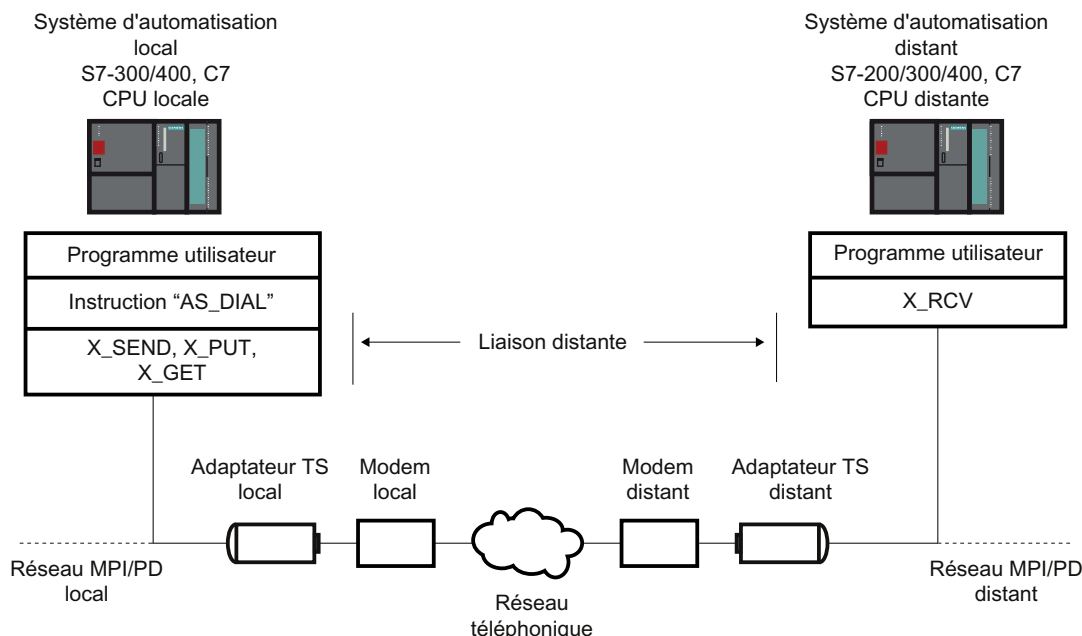 Système d'automatisation
local
S7-300/400, C7
CPU locale
Système d'automatisation
distant
S7-200/300/400, C7
CPU distante
SIEMENS
SIEMENS
Programme utilisateur
Instruction “AS_DIAL”
X_SEND, X_PUT,
X_GET
Programme utilisateur
X_RCV
Liaison distante
Adaptateur TS
local
Modem
local
Modem
distant
Adaptateur TS
distant
Réseau MPI/PD
local
Réseau
téléphonique
Réseau MPI/PD
distant